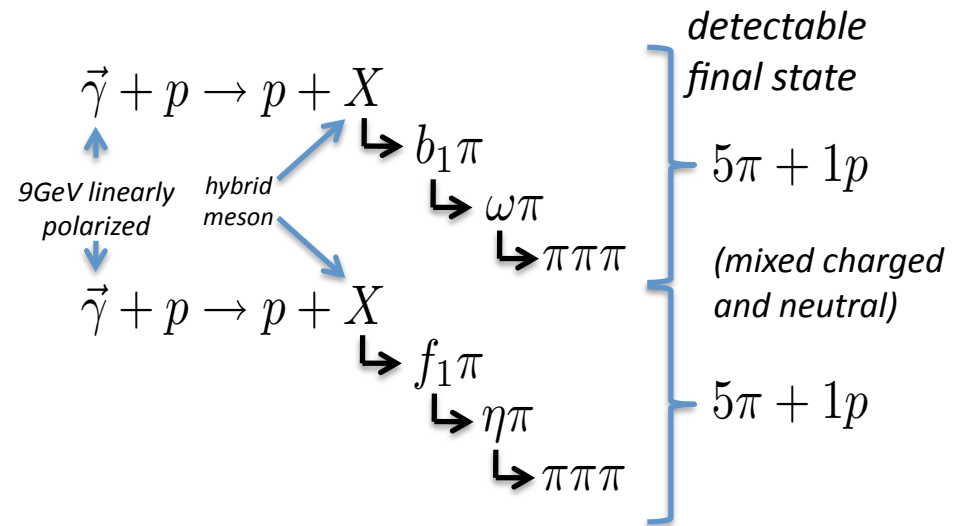 detectable
final state
γ⃗ + p → p + X
b₁π
ωπ
πππ
9GeV linearly
polarized
hybrid
meson
5π + 1p
(mixed charged
and neutral)
γ⃗ + p → p + X
f₁π
ηπ
πππ
5π + 1p